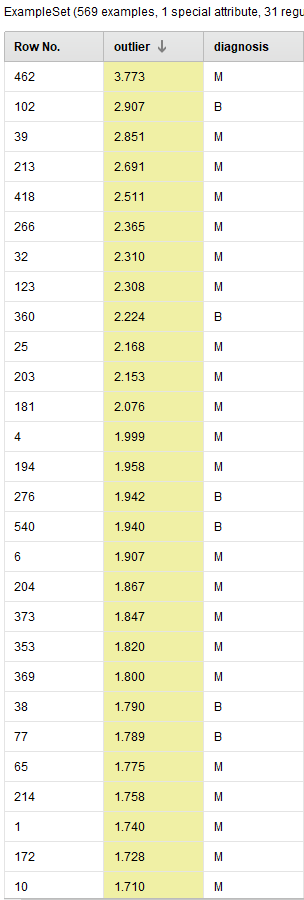 ExampleSet (569 examples, 1 special attribute, 31 regu
Row No. outlier ↓ diagnosis
462 3.773 M
102 2.907 B
39 2.851 M
213 2.691 M
418 2.511 M
266 2.365 M
32 2.310 M
123 2.308 M
360 2.224 B
25 2.168 M
203 2.153 M
181 2.076 M
4 1.999 M
194 1.958 M
276 1.942 B
540 1.940 B
6 1.907 M
204 1.867 M
373 1.847 M
353 1.820 M
369 1.800 M
38 1.790 B
77 1.789 B
65 1.775 M
214 1.758 M
1 1.740 M
172 1.728 M
10 1.710 M